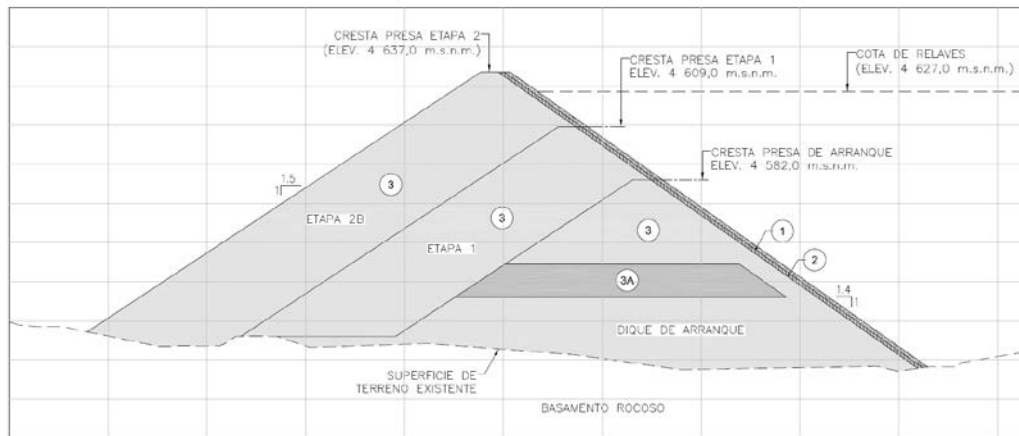 CRESTA PRESA ETAPA 2
(ELEV. 4 637,0 m.s.n.m.)
CRESTA PRESA ETAPA 1
ELEV. 4 609,0 m.s.n.m.
COTA DE RELAVES
(ELEV. 4 627,0 m.s.n.m.)
CRESTA PRESA DE ARRANQUE
ELEV. 4 582,0 m.s.n.m.
1.5
1
3
ETAPA 2B
3
ETAPA 1
3
1
2
3A
1.4
1
DIQUE DE ARRANQUE
SUPERFICIE DE
TERRENO EXISTENTE
BASAMENTO ROCOSO